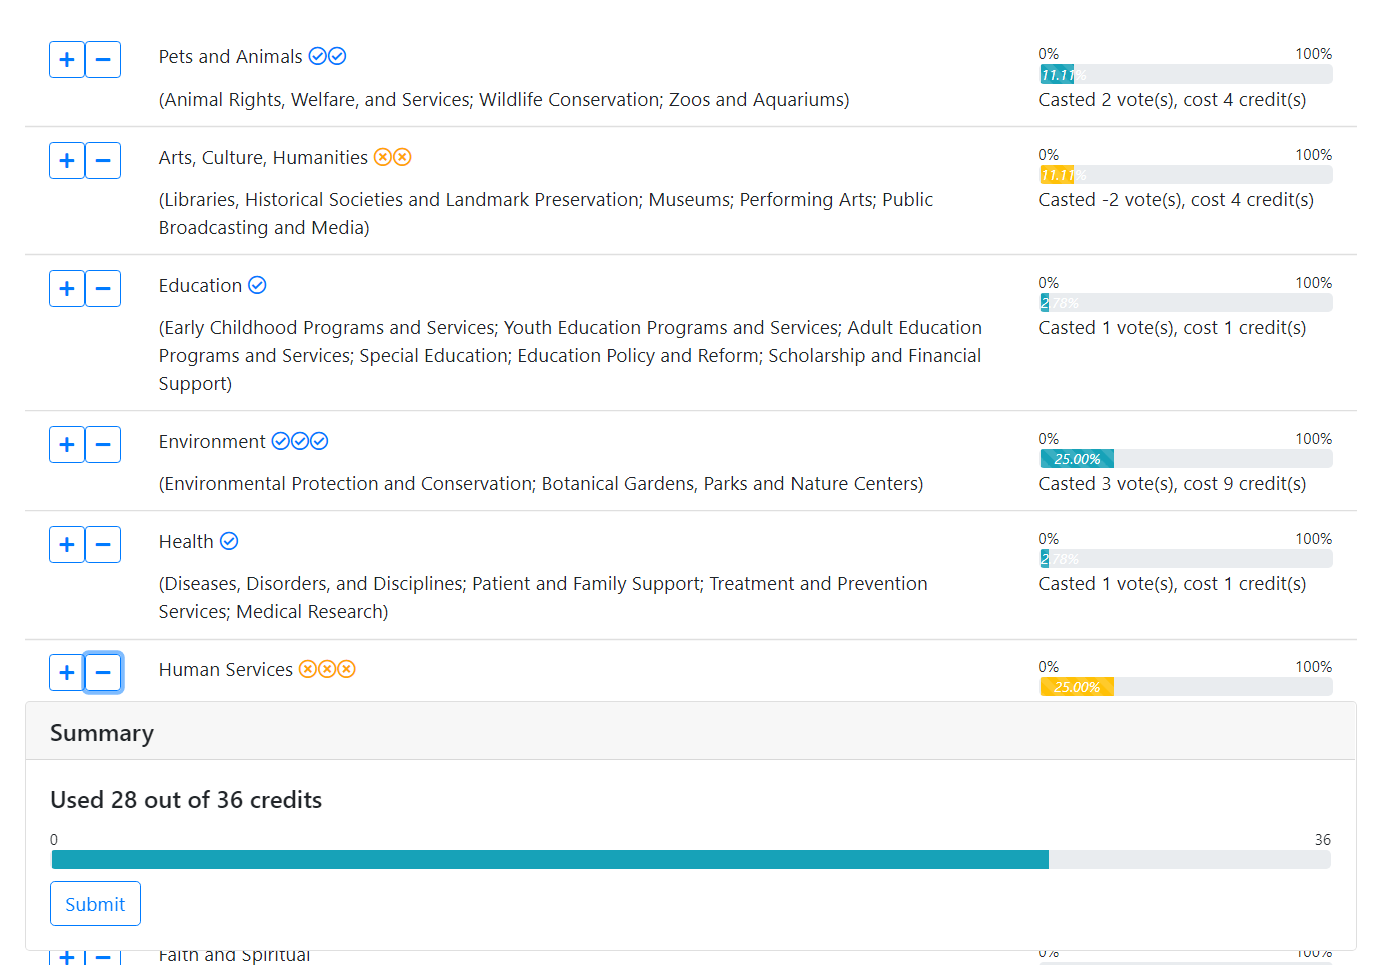 Pets and Animals
0% 100%
11.11%
(Animal Rights, Welfare, and Services; Wildlife Conservation; Zoos and Aquariums)
Casted 2 vote(s), cost 4 credit(s)
Arts, Culture, Humanities
0% 100%
11.11%
(Libraries, Historical Societies and Landmark Preservation; Museums; Performing Arts; Public
Broadcasting and Media)
Casted -2 vote(s), cost 4 credit(s)
Education
0% 100%
2.78%
(Early Childhood Programs and Services; Youth Education Programs and Services; Adult Education
Programs and Services; Special Education; Education Policy and Reform; Scholarship and Financial
Support)
Casted 1 vote(s), cost 1 credit(s)
Environment
0% 100%
25.00%
(Environmental Protection and Conservation; Botanical Gardens, Parks and Nature Centers)
Casted 3 vote(s), cost 9 credit(s)
Health
0% 100%
2.78%
(Diseases, Disorders, and Disciplines; Patient and Family Support; Treatment and Prevention
Services; Medical Research)
Casted 1 vote(s), cost 1 credit(s)
Human Services
0% 100%
25.00%
Summary
Used 28 out of 36 credits
0 36
Submit
Faith and Spiritual
0% 100%